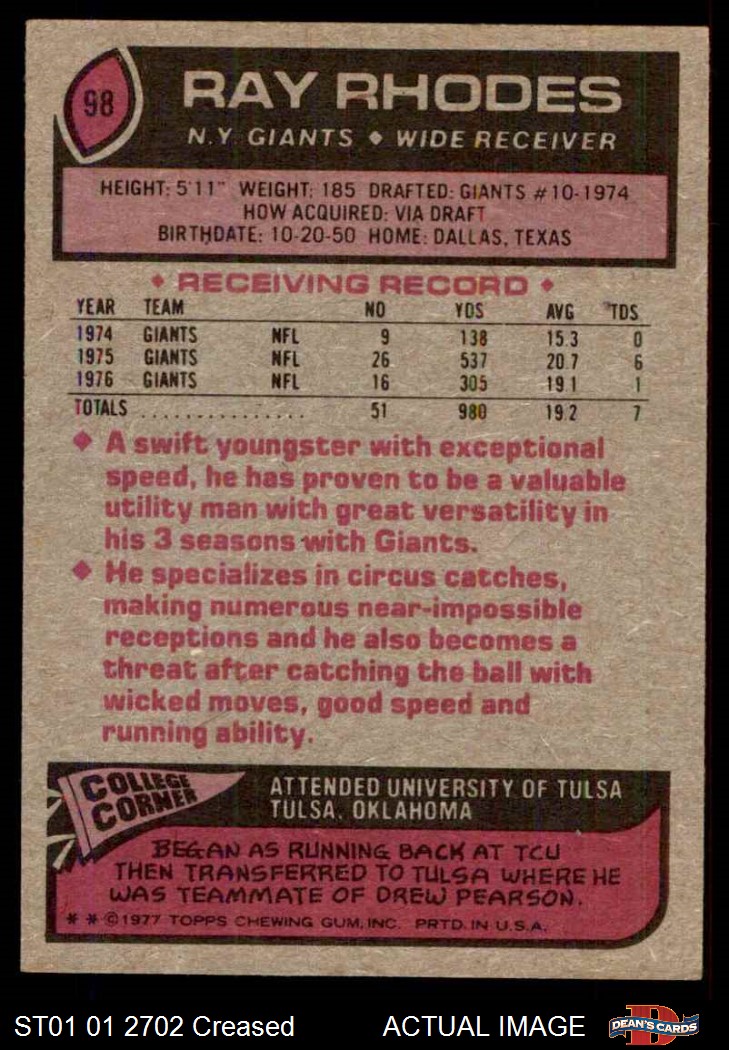 98
RAY RHODES
N.Y GIANTS ♦ WIDE RECEIVER
HEIGHT: 5'11" WEIGHT: 185 DRAFTED: GIANTS #10-1974
HOW ACQUIRED: VIA DRAFT
BIRTHDATE: 10-20-50 HOME: DALLAS, TEXAS
♦ RECEIVING RECORD ♦
YEAR TEAM NO YDS AVG TDS
1974 GIANTS NFL 9 138 15.3 0
1975 GIANTS NFL 26 537 20.7 6
1976 GIANTS NFL 16 305 19.1 1
TOTALS ................ 51 980 19.2 7
♦ A swift youngster with exceptional
speed, he has proven to be a valuable
utility man with great versatility in
his 3 seasons with Giants.
♦ He specializes in circus catches,
making numerous near-impossible
receptions and he also becomes a
threat after catching the ball with
wicked moves, good speed and
running ability.
COLLEGE
CORNER
ATTENDED UNIVERSITY OF TULSA
TULSA, OKLAHOMA
BEGAN AS RUNNING BACK AT TCU
THEN TRANSFERRED TO TULSA WHERE HE
WAS TEAMMATE OF DREW PEARSON.
* * ©1977 TOPPS CHEWING GUM, INC. PRTD. IN U.S.A.
ST01 01 2702 Creased ACTUAL IMAGE
D
DEAN'S CARDS